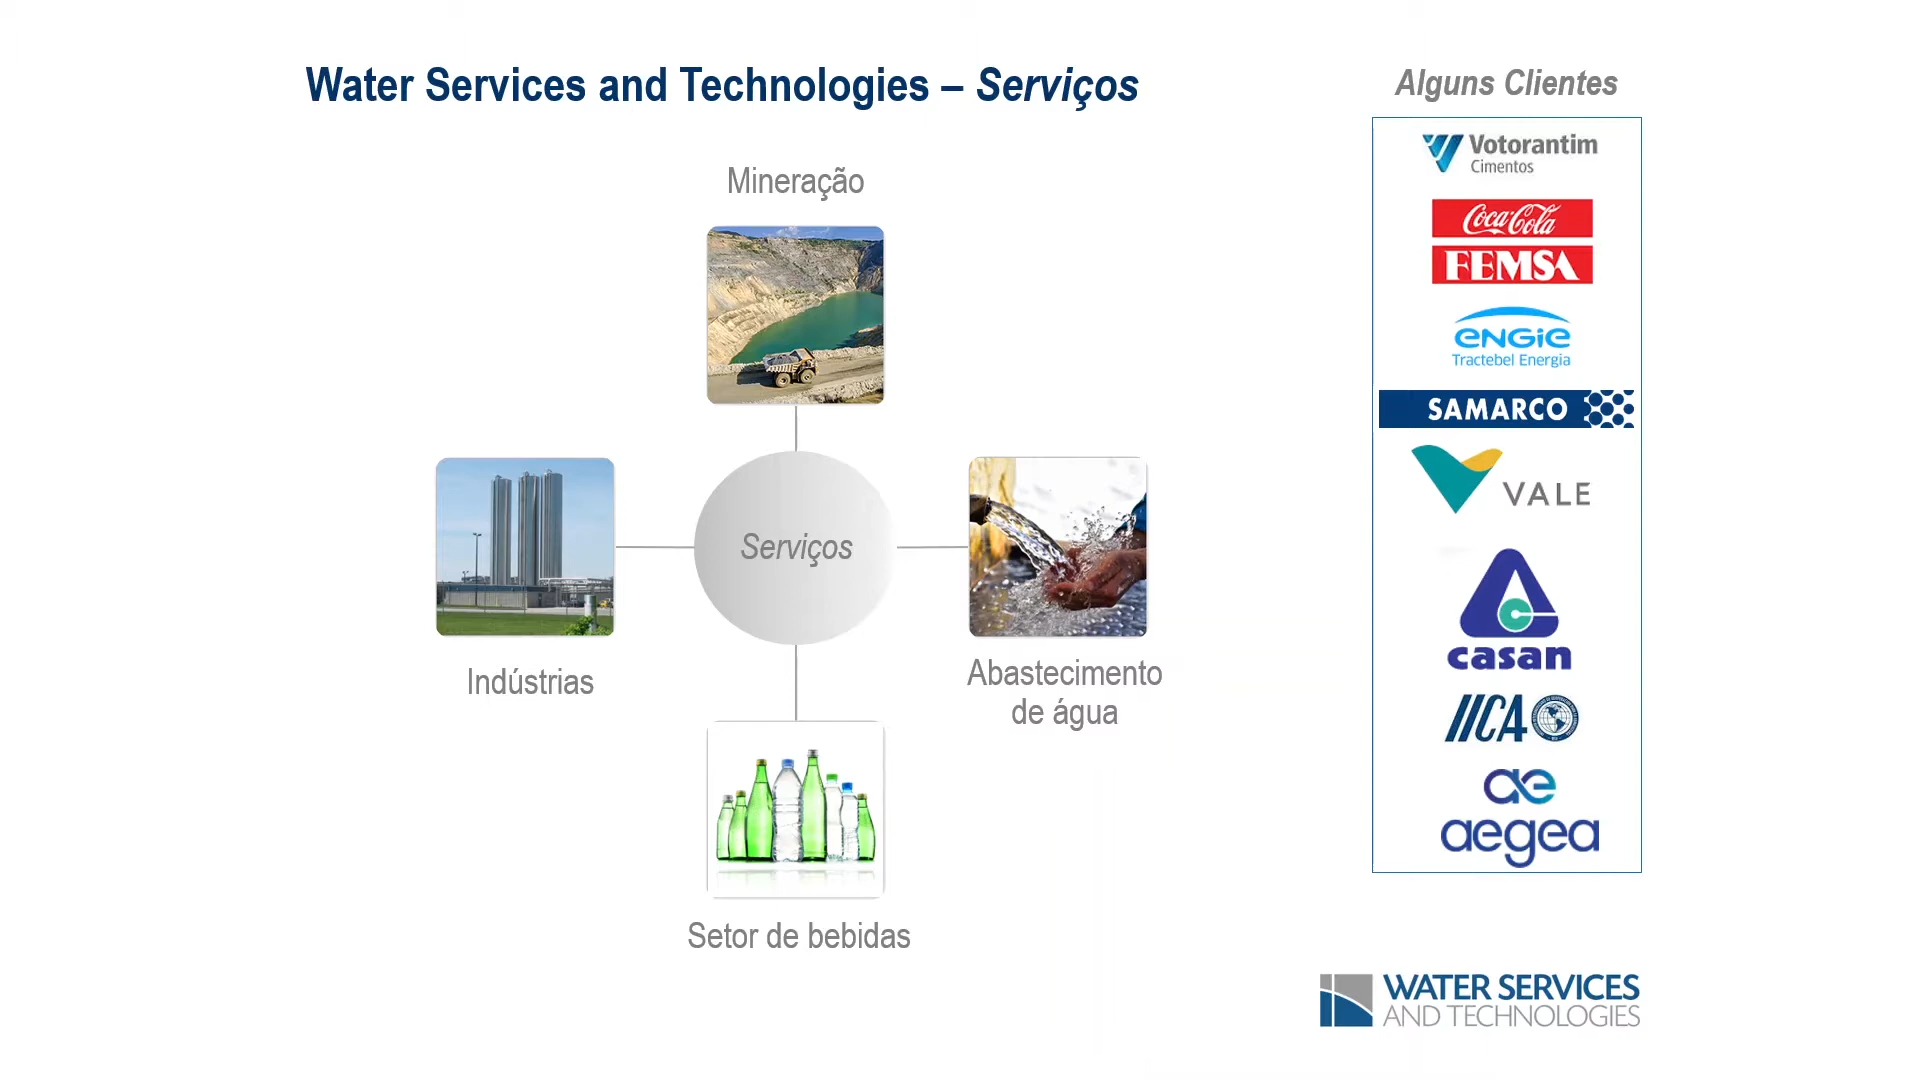 Water Services and Technologies – Serviços
Mineração
Serviços
Indústrias
Abastecimento
de água
Setor de bebidas
Alguns Clientes
Votorantim
Cimentos
Coca-Cola
FEMSA
ENGIE
Tractebel Energia
SAMARCO
VALE
casan
IICA
ae
aegea
WATER SERVICES
AND TECHNOLOGIES